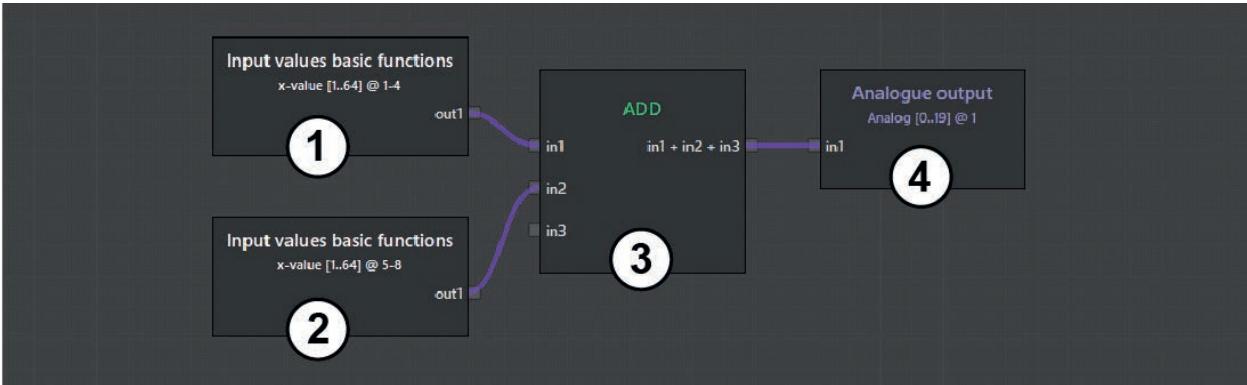 Input values basic functions
x-value [1..64] @ 1-4
out1
1
Input values basic functions
x-value [1..64] @ 5-8
out1
2
ADD
in1
in1 + in2 + in3
in2
in3
3
Analogue output
Analog [0..19] @ 1
in1
4